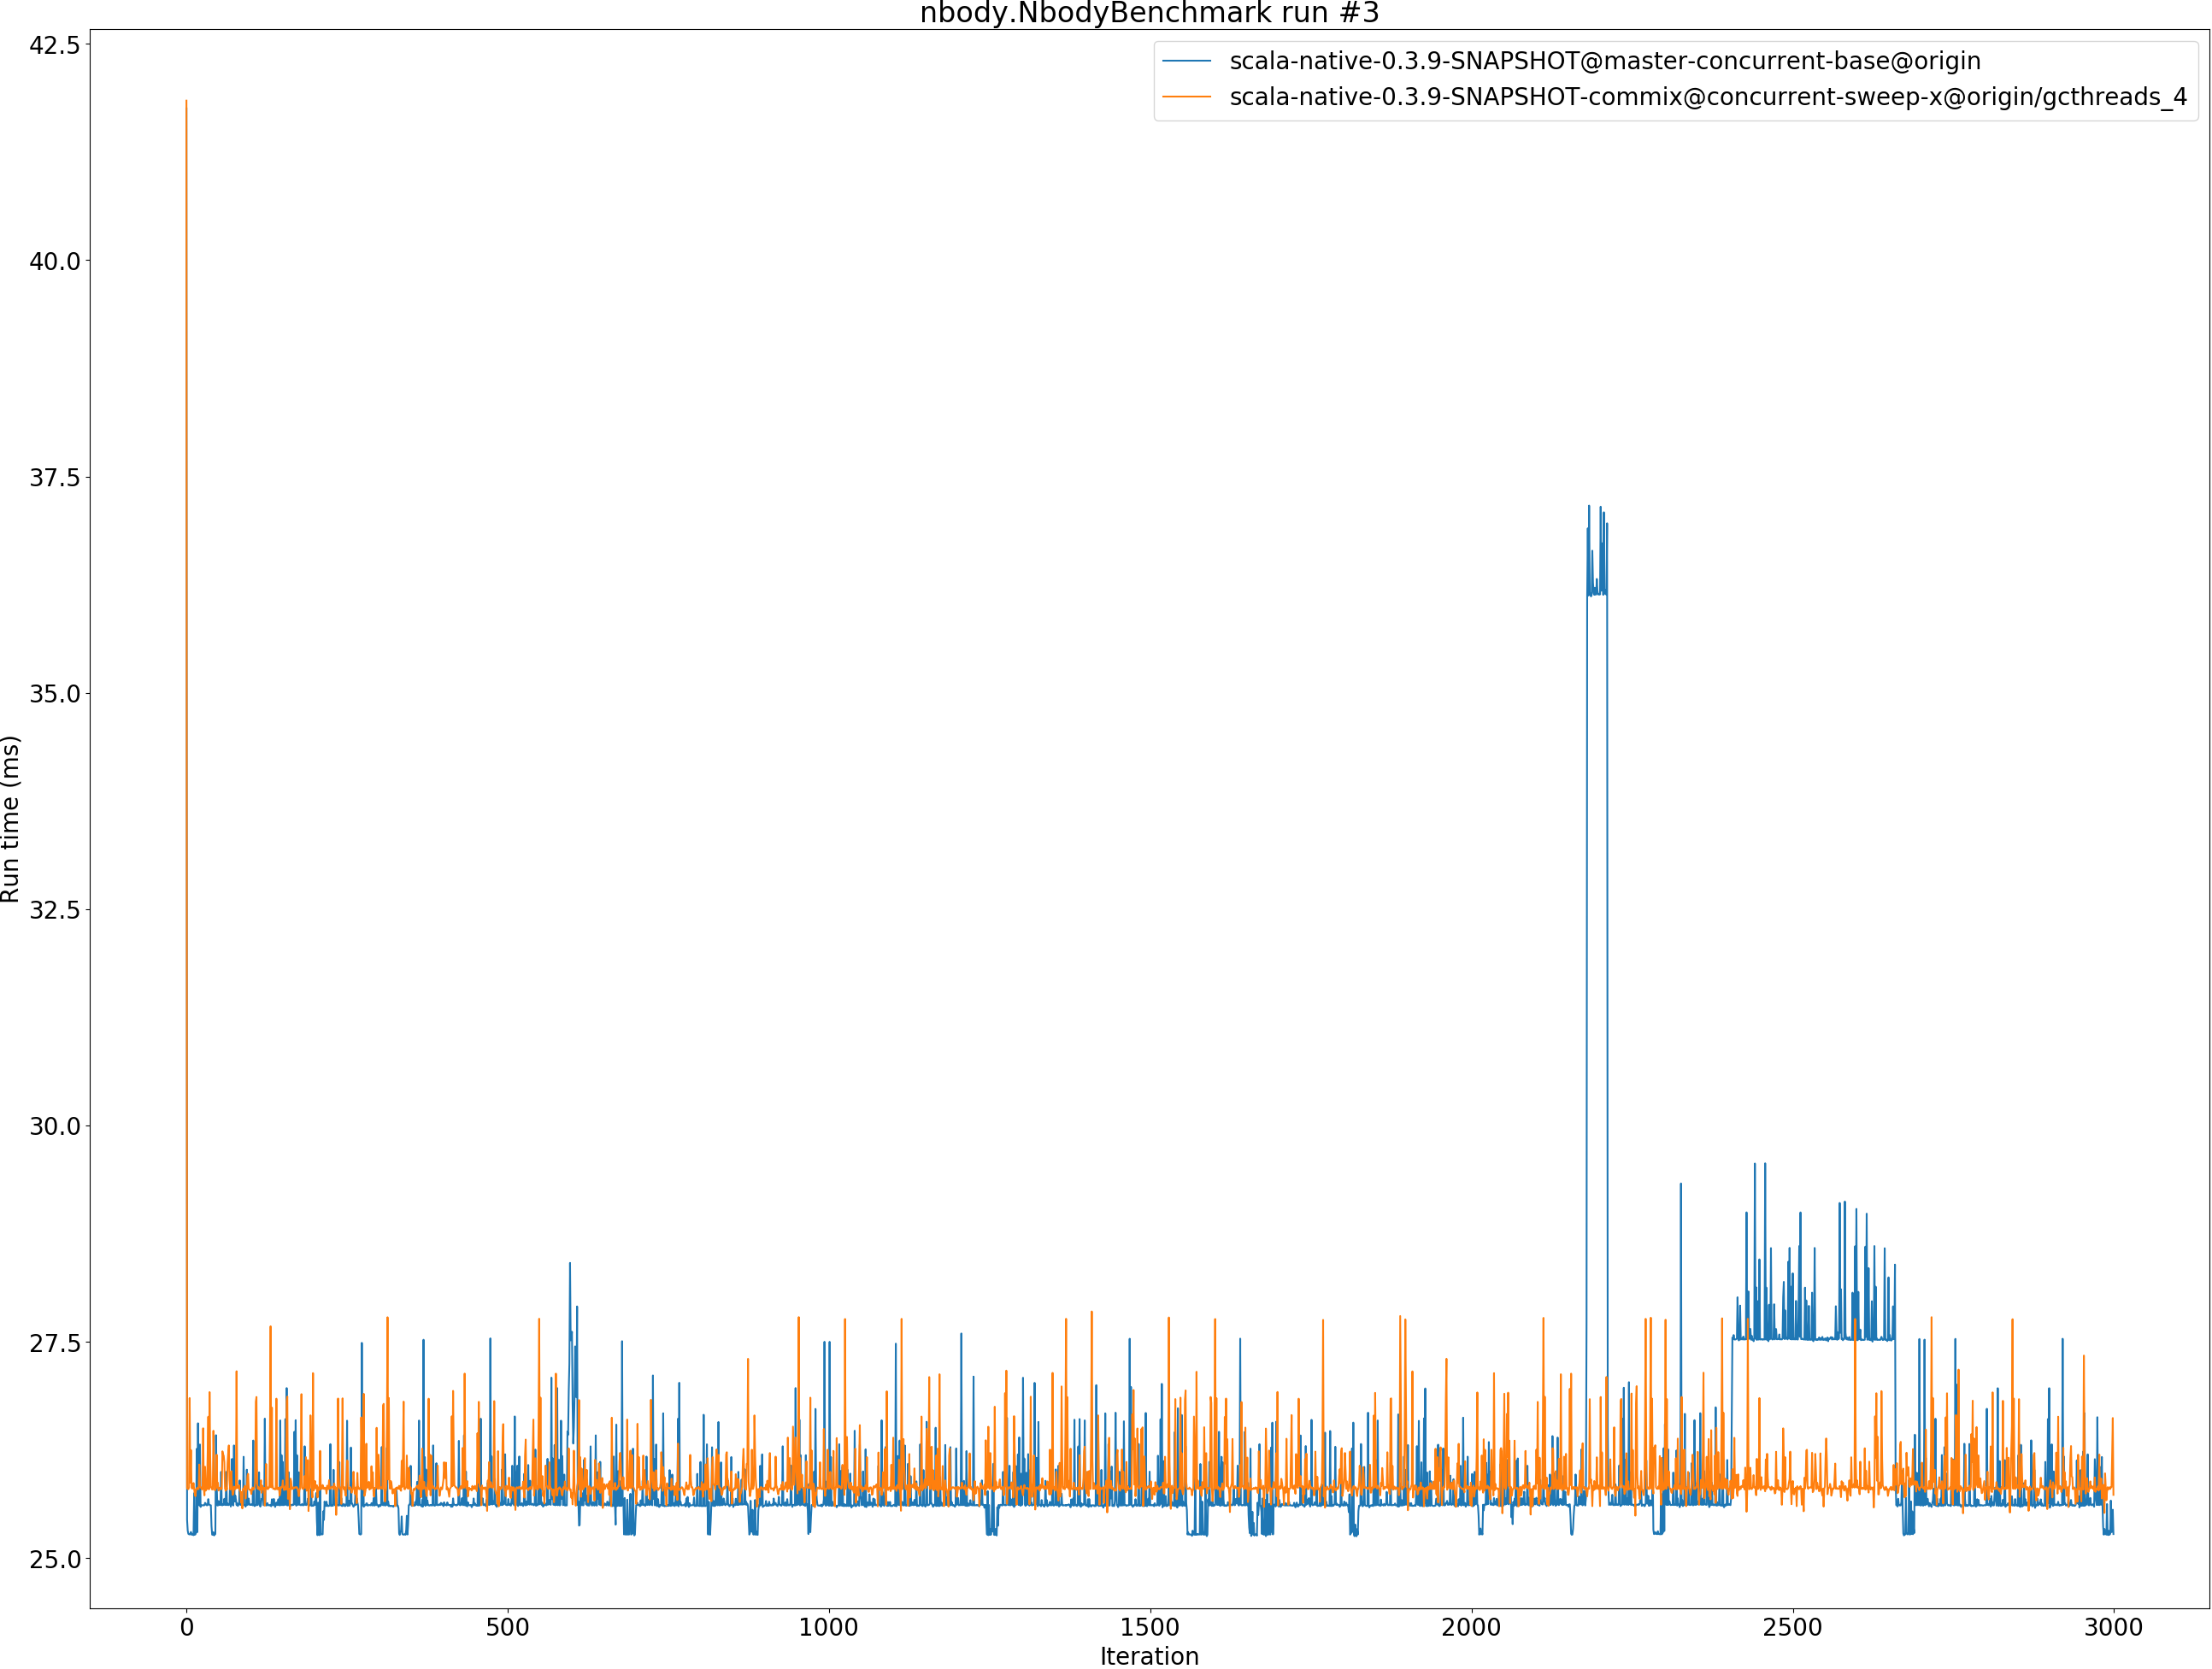 nbody.NbodyBenchmark run #3
scala-native-0.3.9-SNAPSHOT@master-concurrent-base@origin
scala-native-0.3.9-SNAPSHOT-commix@concurrent-sweep-x@origin/gcthreads_4
Run time (ms)
42.5
40.0
37.5
35.0
32.5
30.0
27.5
25.0
0 500 1000 1500 2000 2500 3000
Iteration